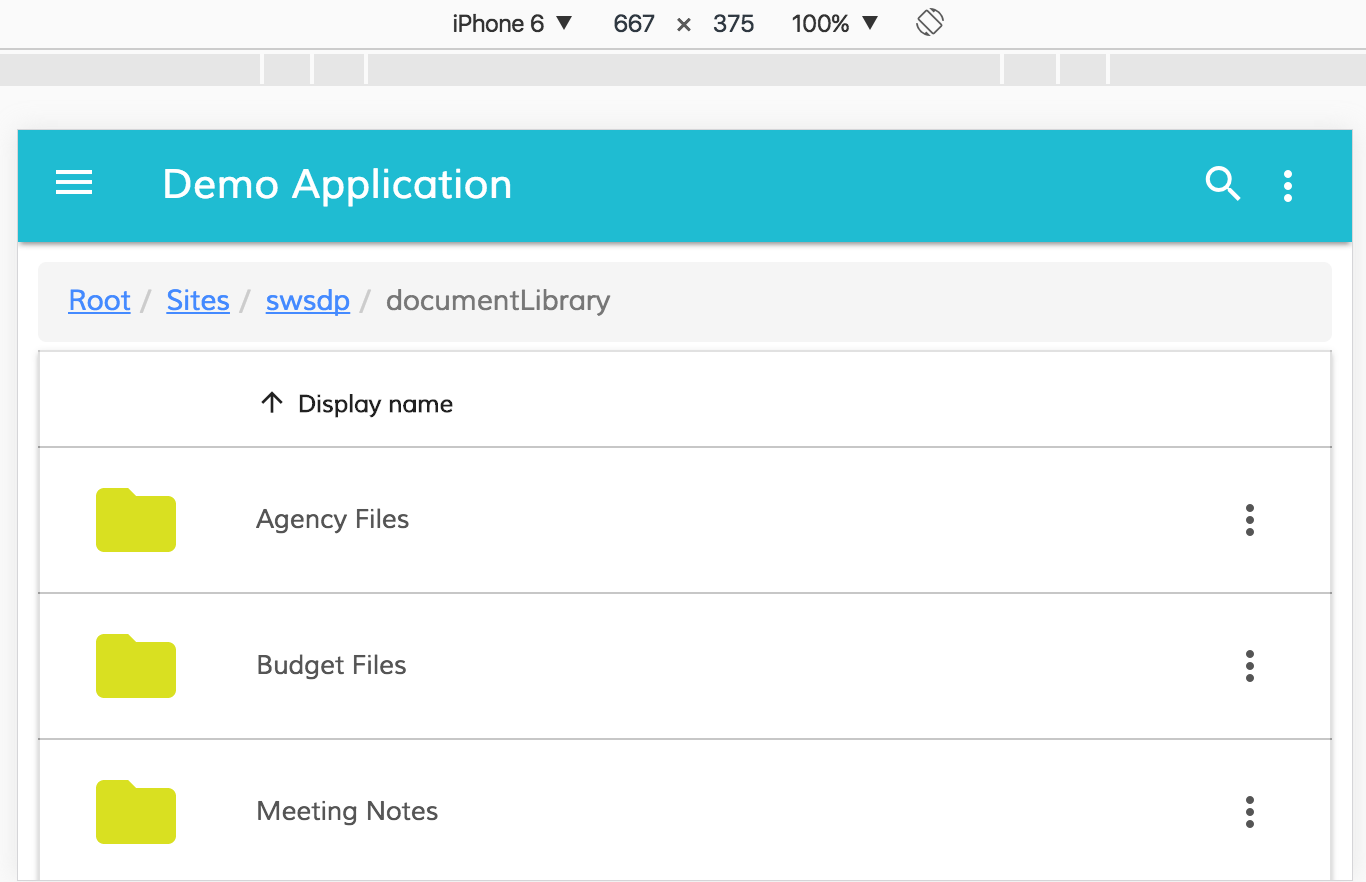 iPhone 6 ▼ 667 × 375 100% ▼
Demo Application
Root / Sites / swsdp / documentLibrary
↑ Display name
Agency Files
Budget Files
Meeting Notes